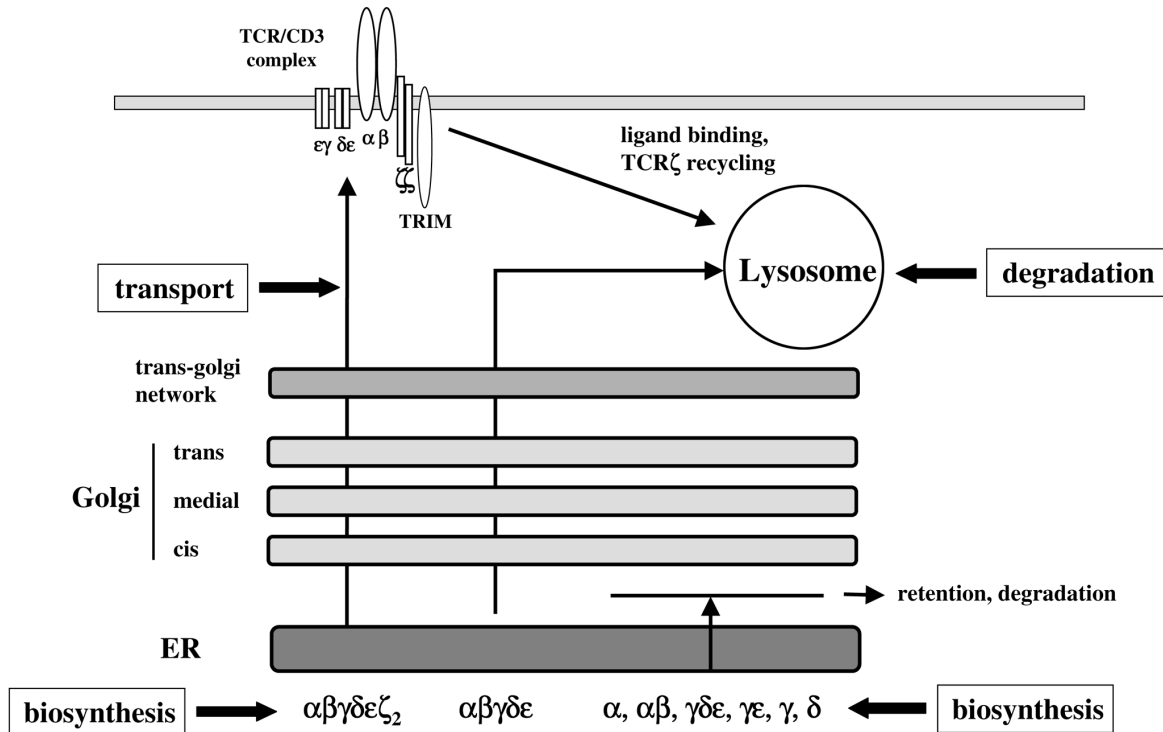 TCR/CD3
complex
εγ δε
α β
ζζ
TRIM
ligand binding,
TCRζ recycling
transport
Lysosome
degradation
trans-golgi
network
trans
Golgi
medial
cis
retention, degradation
ER
biosynthesis
αβγδεζ₂
αβγδε
α, αβ, γδε, γε, γ, δ
biosynthesis